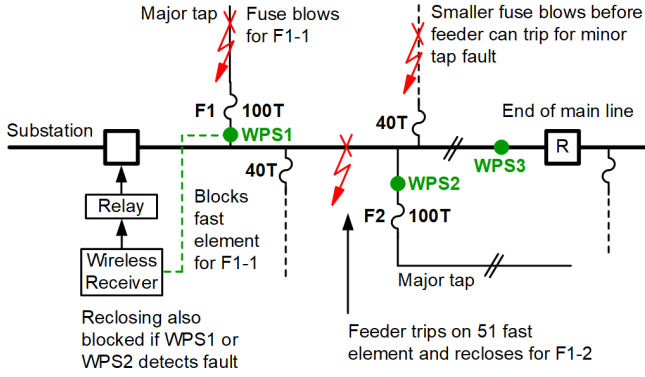 Major tap
Fuse blows
for F1-1
Smaller fuse blows before
feeder can trip for minor
tap fault
F1
100T
WPS1
40T
End of main line
Substation
40T
WPS2
WPS3
R
Relay
Blocks
fast
element
for F1-1
F2
100T
Wireless
Receiver
Major tap
Reclosing also
blocked if WPS1 or
WPS2 detects fault
Feeder trips on 51 fast
element and recloses for F1-2